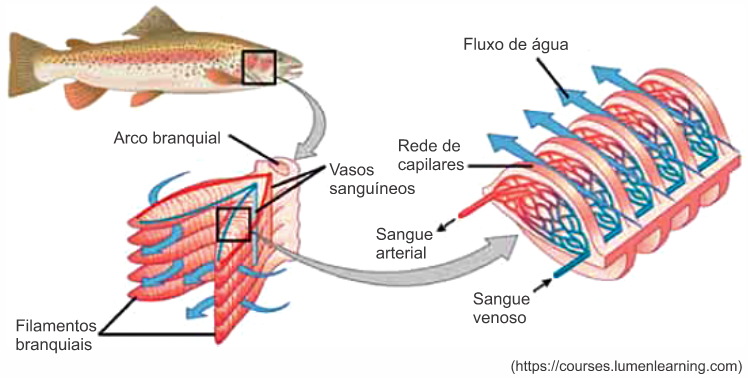 Fluxo de água
Arco branquial
Vasos
sanguíneos
Rede de
capilares
Sangue
arterial
Sangue
venoso
Filamentos
branquiais
(https://courses.lumenlearning.com)